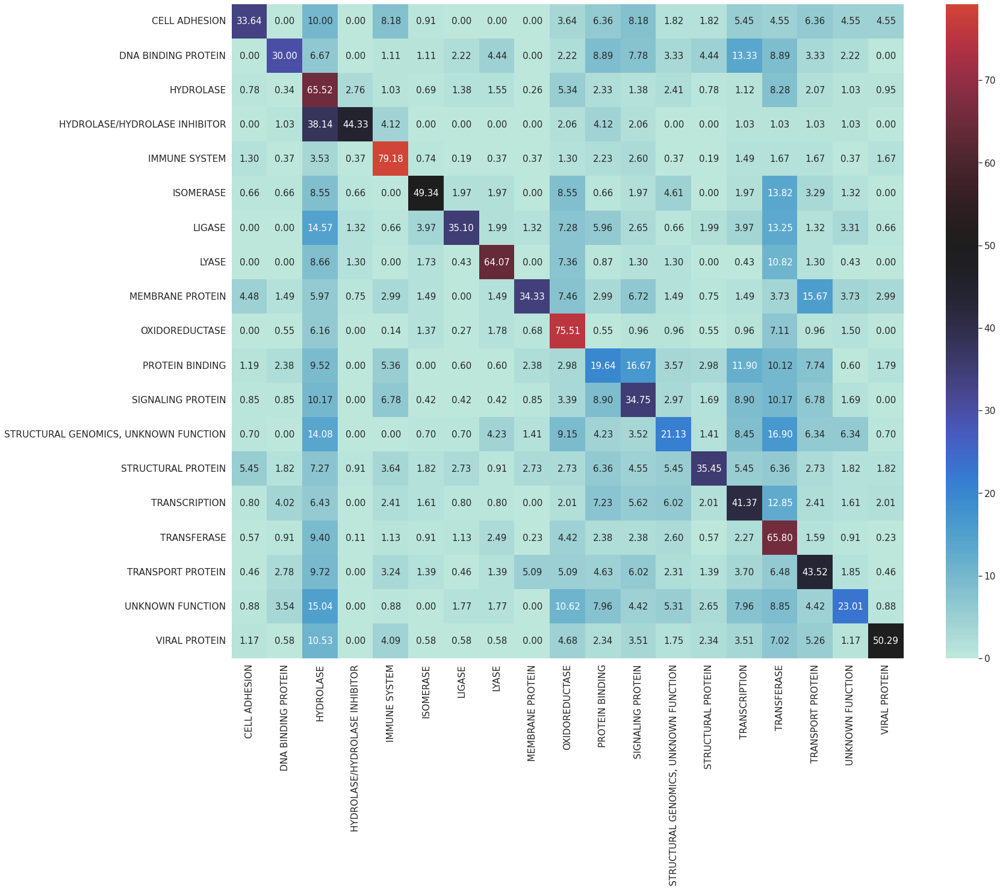 CELL ADHESION 33.64 0.00 10.00 0.00 8.18 0.91 0.00 0.00 0.00 3.64 6.36 8.18 1.82 1.82 5.45 4.55 6.36 4.55 4.55
DNA BINDING PROTEIN 0.00 30.00 6.67 0.00 1.11 1.11 2.22 4.44 0.00 2.22 8.89 7.78 3.33 4.44 13.33 8.89 3.33 2.22 0.00
HYDROLASE 0.78 0.34 65.52 2.76 1.03 0.69 1.38 1.55 0.26 5.34 2.33 1.38 2.41 0.78 1.12 8.28 2.07 1.03 0.95
70
HYDROLASE/HYDROLASE INHIBITOR 0.00 1.03 38.14 44.33 4.12 0.00 0.00 0.00 0.00 2.06 4.12 2.06 0.00 0.00 1.03 1.03 1.03 1.03 0.00
IMMUNE SYSTEM 1.30 0.37 3.53 0.37 79.18 0.74 0.19 0.37 0.37 1.30 2.23 2.60 0.37 0.19 1.49 1.67 1.67 0.37 1.67
60
ISOMERASE 0.66 0.66 8.55 0.66 0.00 49.34 1.97 1.97 0.00 8.55 0.66 1.97 4.61 0.00 1.97 13.82 3.29 1.32 0.00
LIGASE 0.00 0.00 14.57 1.32 0.66 3.97 35.10 1.99 1.32 7.28 5.96 2.65 0.66 1.99 3.97 13.25 1.32 3.31 0.66
50
LYASE 0.00 0.00 8.66 1.30 0.00 1.73 0.43 64.07 0.00 7.36 0.87 1.30 1.30 0.00 0.43 10.82 1.30 0.43 0.00
MEMBRANE PROTEIN 4.48 1.49 5.97 0.75 2.99 1.49 0.00 1.49 34.33 7.46 2.99 6.72 1.49 0.75 1.49 3.73 15.67 3.73 2.99
40
OXIDOREDUCTASE 0.00 0.55 6.16 0.00 0.14 1.37 0.27 1.78 0.68 75.51 0.55 0.96 0.96 0.55 0.96 7.11 0.96 1.50 0.00
PROTEIN BINDING 1.19 2.38 9.52 0.00 5.36 0.00 0.60 0.60 2.38 2.98 19.64 16.67 3.57 2.98 11.90 10.12 7.74 0.60 1.79
SIGNALING PROTEIN 0.85 0.85 10.17 0.00 6.78 0.42 0.42 0.42 0.85 3.39 8.90 34.75 2.97 1.69 8.90 10.17 6.78 1.69 0.00
30
STRUCTURAL GENOMICS, UNKNOWN FUNCTION 0.70 0.00 14.08 0.00 0.00 0.70 0.70 4.23 1.41 9.15 4.23 3.52 21.13 1.41 8.45 16.90 6.34 6.34 0.70
STRUCTURAL PROTEIN 5.45 1.82 7.27 0.91 3.64 1.82 2.73 0.91 2.73 2.73 6.36 4.55 5.45 35.45 5.45 6.36 2.73 1.82 1.82
20
TRANSCRIPTION 0.80 4.02 6.43 0.00 2.41 1.61 0.80 0.80 0.00 2.01 7.23 5.62 6.02 2.01 41.37 12.85 2.41 1.61 2.01
TRANSFERASE 0.57 0.91 9.40 0.11 1.13 0.91 1.13 2.49 0.23 4.42 2.38 2.38 2.60 0.57 2.27 65.80 1.59 0.91 0.23
TRANSPORT PROTEIN 0.46 2.78 9.72 0.00 3.24 1.39 0.46 1.39 5.09 5.09 4.63 6.02 2.31 1.39 3.70 6.48 43.52 1.85 0.46
10
UNKNOWN FUNCTION 0.88 3.54 15.04 0.00 0.88 0.00 1.77 1.77 0.00 10.62 7.96 4.42 5.31 2.65 7.96 8.85 4.42 23.01 0.88
VIRAL PROTEIN 1.17 0.58 10.53 0.00 4.09 0.58 0.58 0.58 0.00 4.68 2.34 3.51 1.75 2.34 3.51 7.02 5.26 1.17 50.29
0
CELL ADHESION
DNA BINDING PROTEIN
HYDROLASE
HYDROLASE/HYDROLASE INHIBITOR
IMMUNE SYSTEM
ISOMERASE
LIGASE
LYASE
MEMBRANE PROTEIN
OXIDOREDUCTASE
PROTEIN BINDING
SIGNALING PROTEIN
STRUCTURAL GENOMICS, UNKNOWN FUNCTION
STRUCTURAL PROTEIN
TRANSCRIPTION
TRANSFERASE
TRANSPORT PROTEIN
UNKNOWN FUNCTION
VIRAL PROTEIN